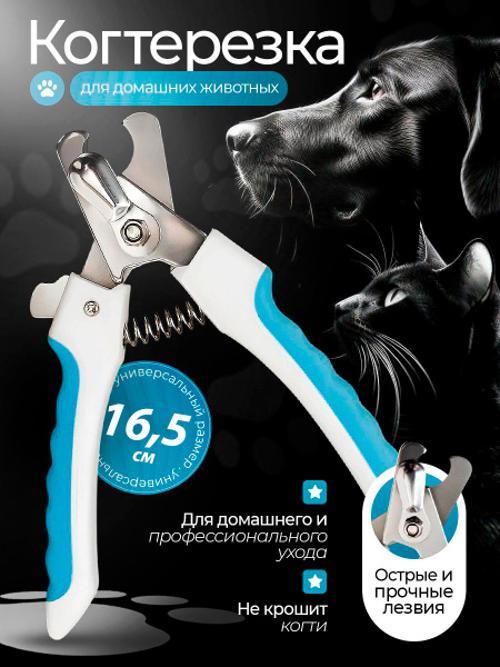 Когтерезка
для домашних животных
универсальный размер · универсальн
16,5
см
Для домашнего и
профессионального
ухода
Не крошит
когти
Острые и
прочные
лезвия